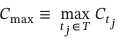 C_max ≡ max_{t_j ∈ T} C_{t_j}